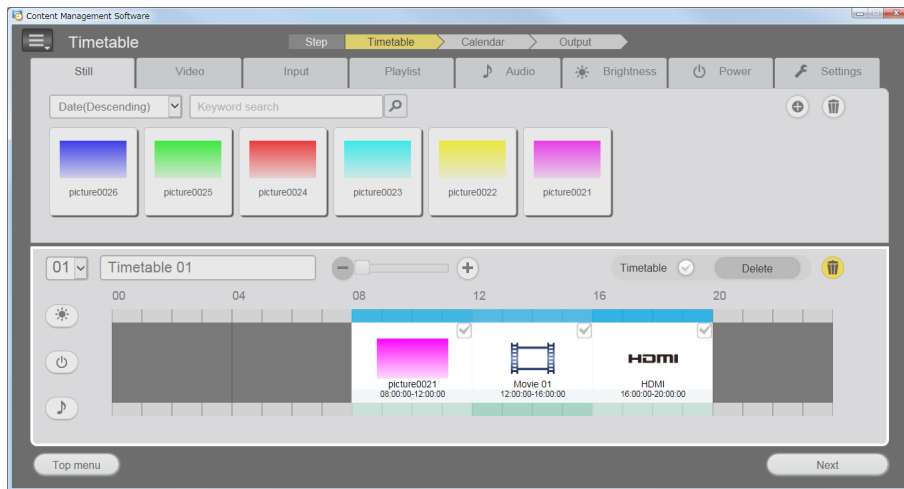 Content Management Software
Timetable
Step Timetable Calendar Output
Still Video Input Playlist Audio Brightness Power Settings
Date(Descending) Keyword search
picture0026 picture0025 picture0024 picture0023 picture0022 picture0021
01 Timetable 01 Timetable Delete
00 04 08 12 16 20
HDMI
picture0021 Movie 01 HDMI
08:00:00-12:00:00 12:00:00-16:00:00 16:00:00-20:00:00
Top menu Next